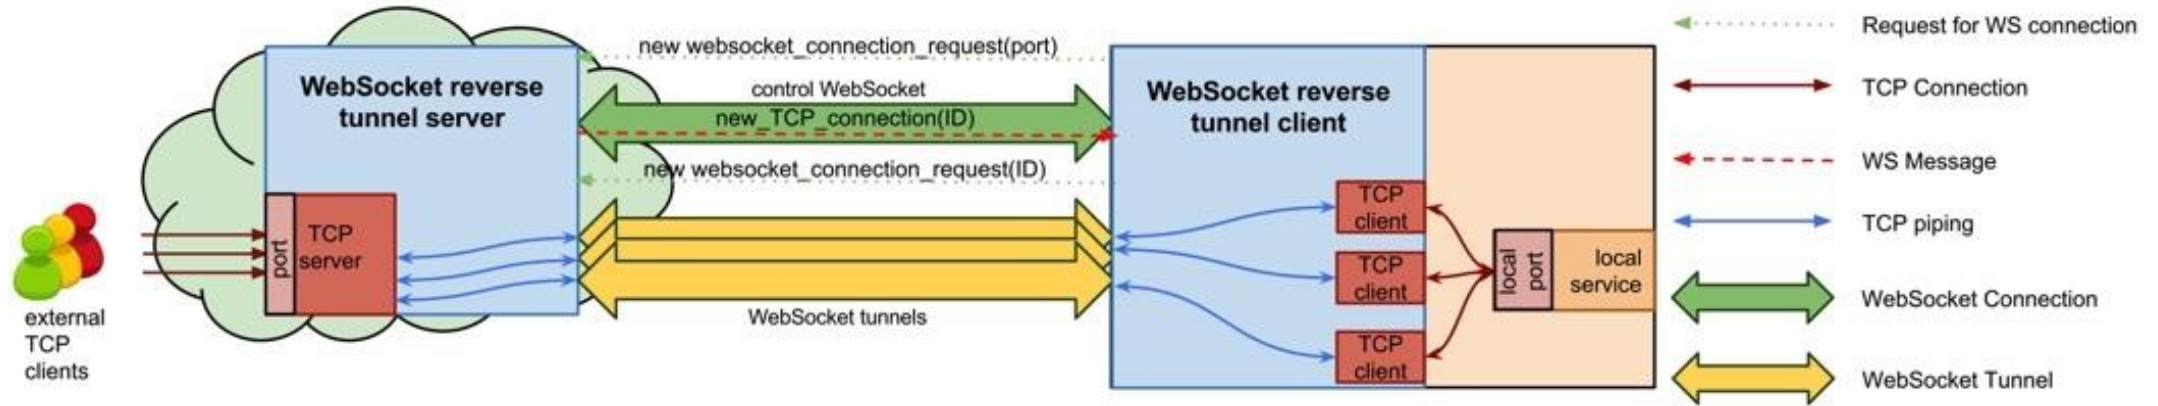 new websocket_connection_request(port)
control WebSocket
new_TCP_connection(ID)
new websocket_connection_request(ID)
WebSocket tunnels
WebSocket reverse
tunnel server
port
TCP
server
external
TCP
clients
WebSocket reverse
tunnel client
TCP
client
TCP
client
TCP
client
local
port
local
service
Request for WS connection
TCP Connection
WS Message
TCP piping
WebSocket Connection
WebSocket Tunnel